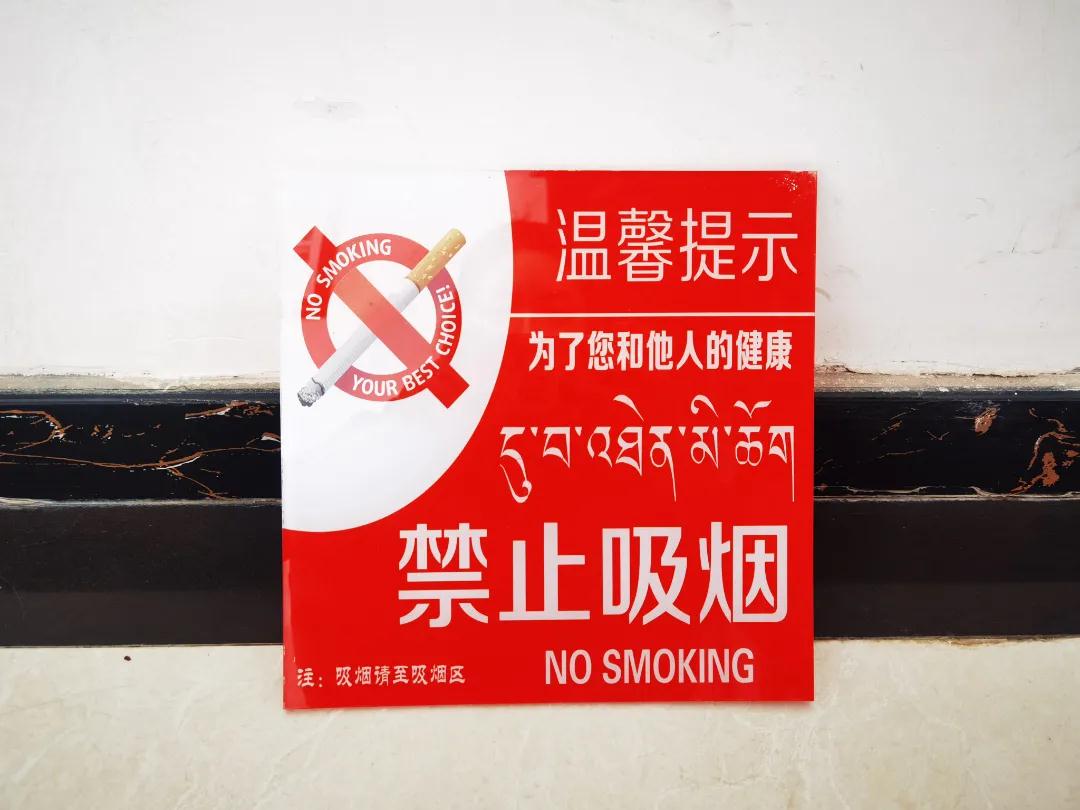 NO SMOKING
YOUR BEST CHOICE!
温馨提示
为了您和他人的健康
དུ་བ་འཐེན་མི་ཆོག
禁止吸烟
NO SMOKING
注：吸烟请至吸烟区